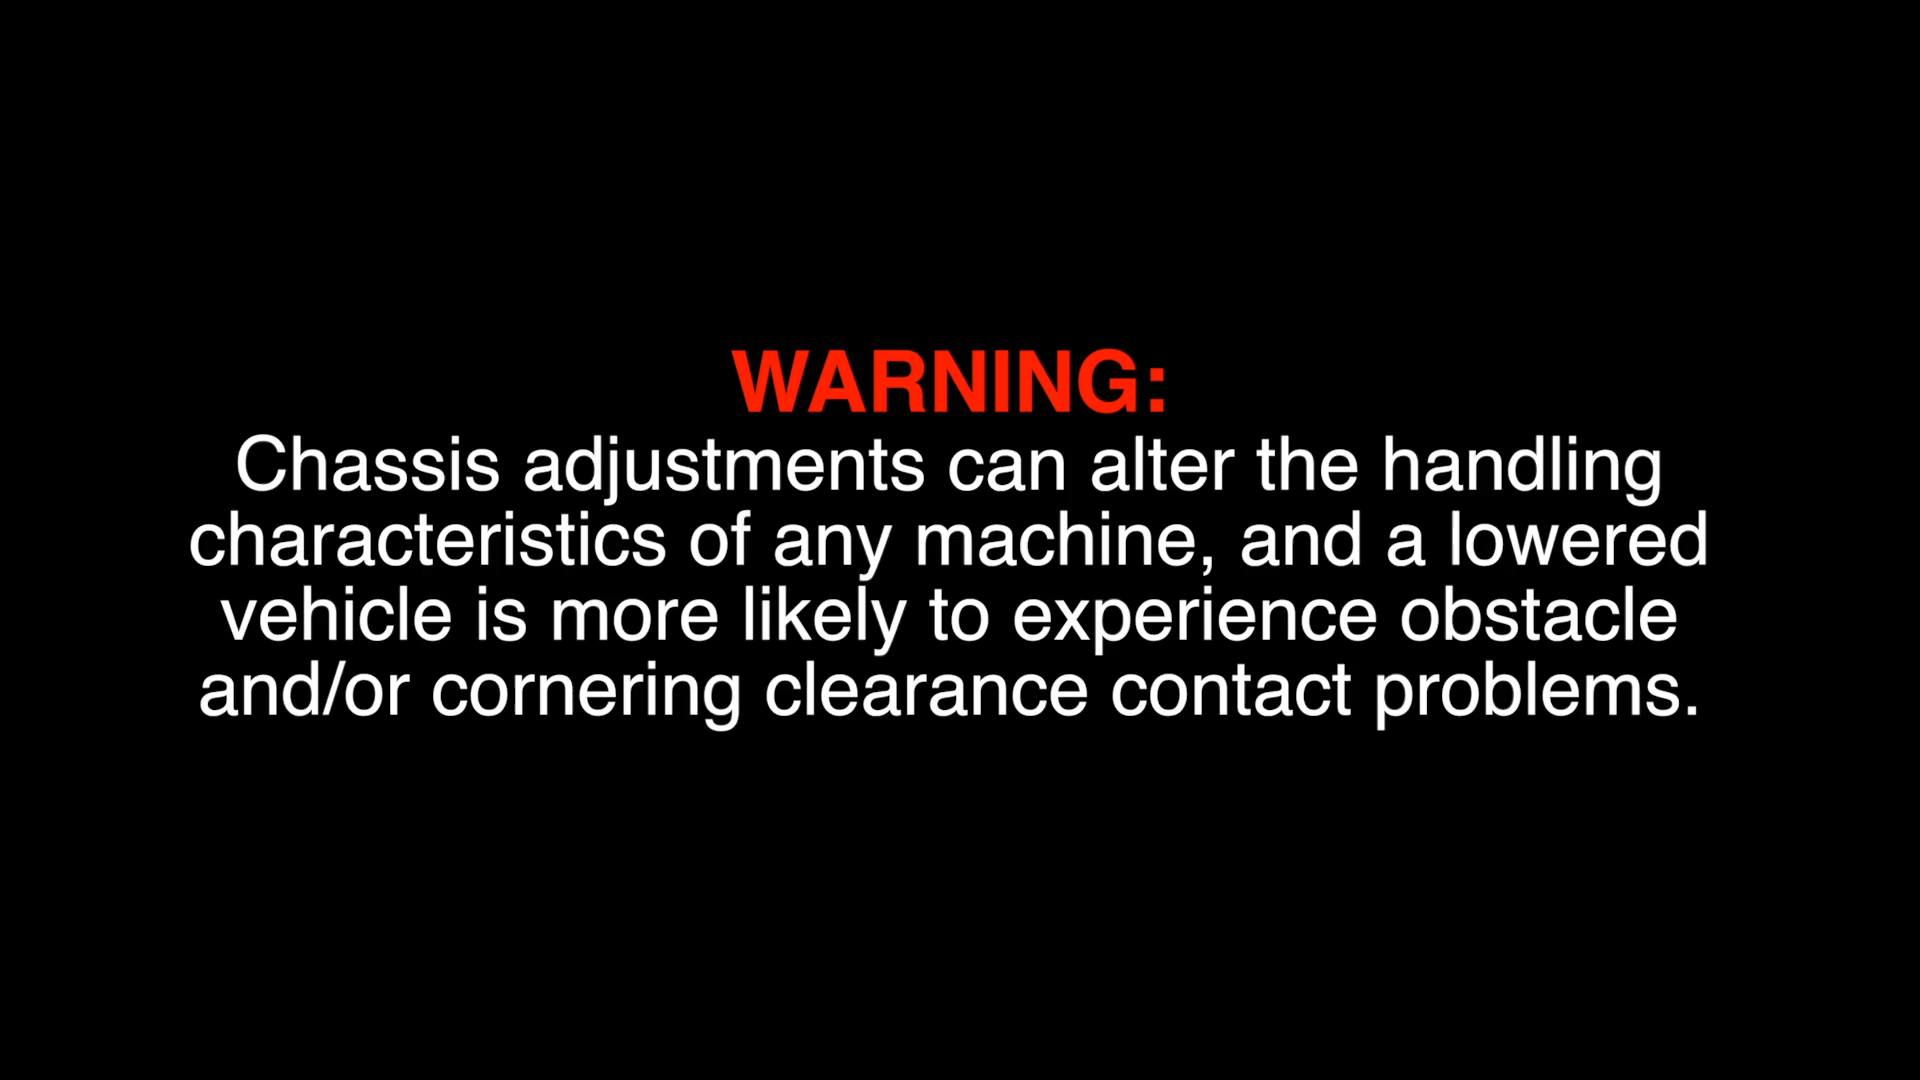 WARNING:
Chassis adjustments can alter the handling
characteristics of any machine, and a lowered
vehicle is more likely to experience obstacle
and/or cornering clearance contact problems.